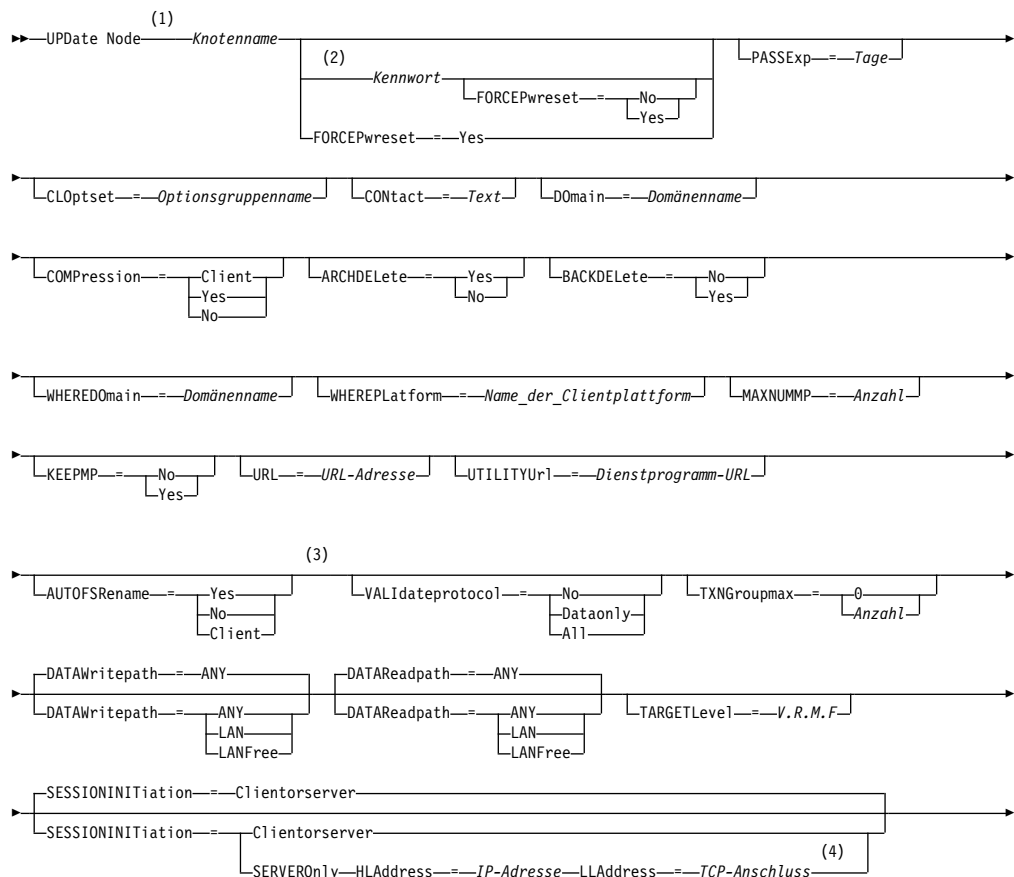 (1)
UPDate Node Knotenname
(2)
Kennwort
FORCEPwreset = No
Yes
FORCEPwreset = Yes
PASSExp = Tage
CLOptset = Optionsgruppenname CONtact = Text DOmain = Domänenname
COMPression = Client
Yes
No
ARCHDELete = Yes
No
BACKDELete = No
Yes
WHEREDOmain = Domänenname WHEREPLatform = Name_der_Clientplattform MAXNUMMP = Anzahl
KEEPMP = No
Yes
URL = URL-Adresse UTILITYUrl = Dienstprogramm-URL
(3)
AUTOFSRename = Yes
No
Client
VALIdateprotocol = No
Dataonly
All
TXNGroupmax = 0
Anzahl
DATAWritepath = ANY
DATAWritepath = ANY
LAN
LANFree
DATAReadpath = ANY
DATAReadpath = ANY
LAN
LANFree
TARGETLevel = V.R.M.F
SESSIONINITiation = Clientorserver
SESSIONINITiation = Clientorserver
(4)
SERVEROnly HLAddress = IP-Adresse LLAddress = TCP-Anschluss